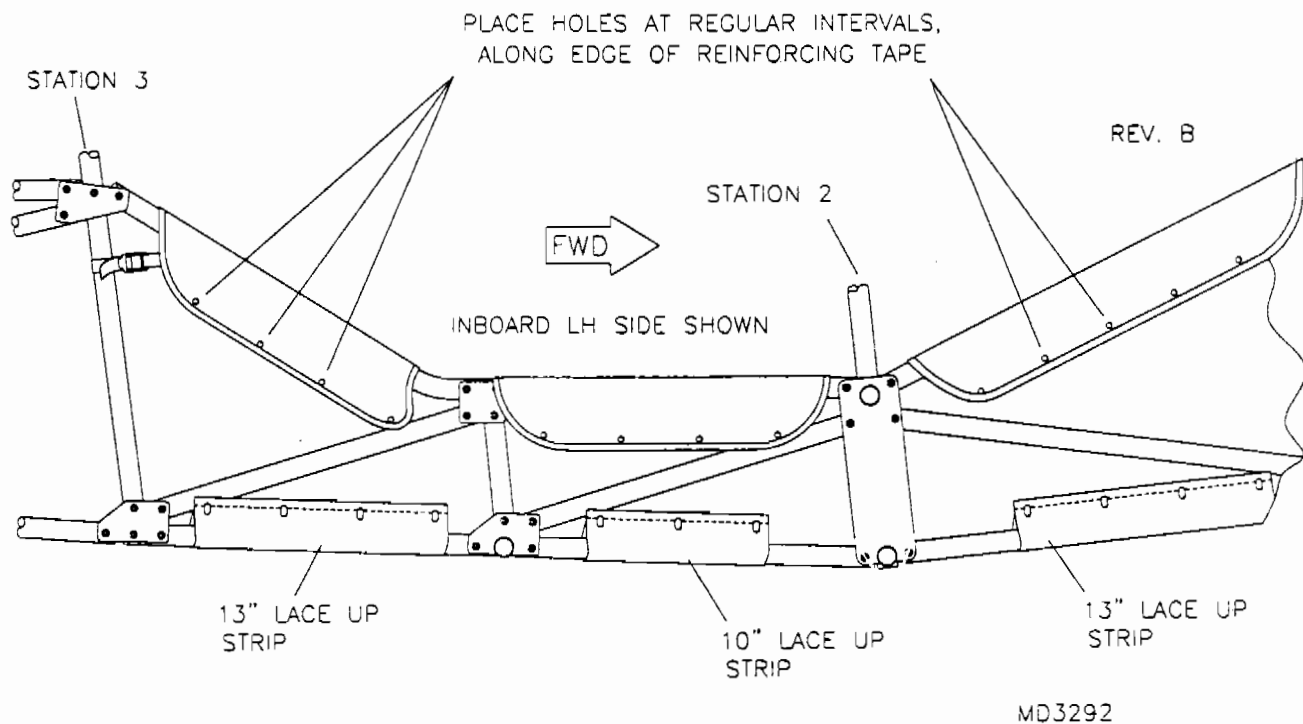 PLACE HOLES AT REGULAR INTERVALS,
ALONG EDGE OF REINFORCING TAPE
STATION 3
REV. B
STATION 2
FWD
INBOARD LH SIDE SHOWN
13" LACE UP
STRIP
10" LACE UP
STRIP
13" LACE UP
STRIP
MD3292